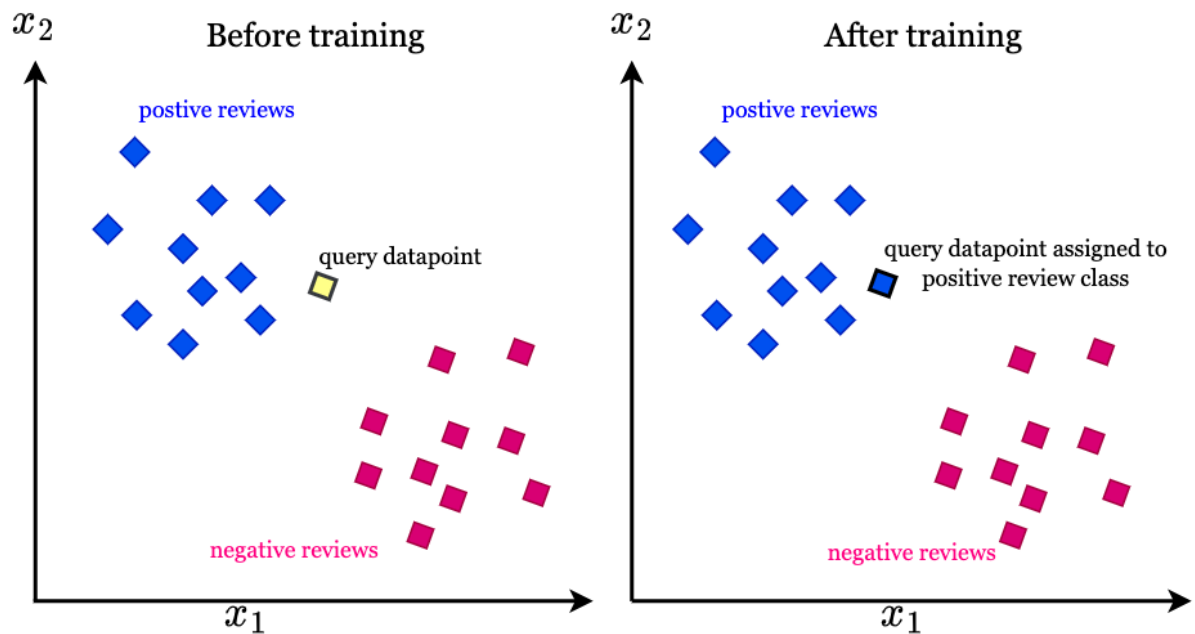 x2
Before training
postive reviews
query datapoint
negative reviews
x1
x2
After training
postive reviews
query datapoint assigned to
positive review class
negative reviews
x1